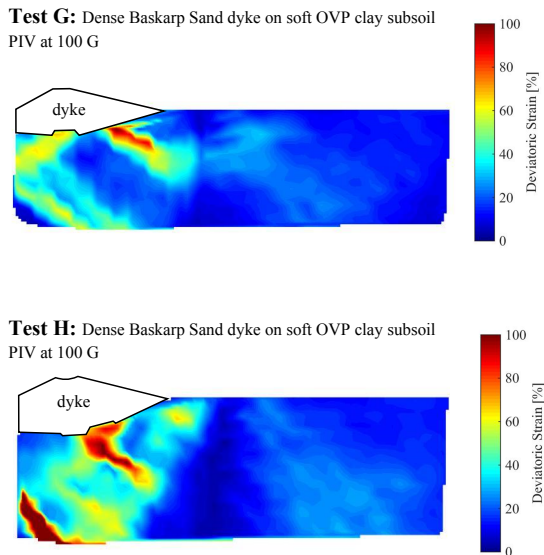 Test G: Dense Baskarp Sand dyke on soft OVP clay subsoil
PIV at 100 G
dyke
100
80
60
40
20
0
Deviatoric Strain [%]
Test H: Dense Baskarp Sand dyke on soft OVP clay subsoil
PIV at 100 G
dyke
100
80
60
40
20
0
Deviatoric Strain [%]